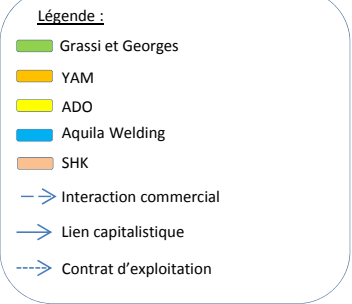 Légende :
Grassi et Georges
YAM
ADO
Aquila Welding
SHK
Interaction commercial
Lien capitalistique
Contrat d’exploitation